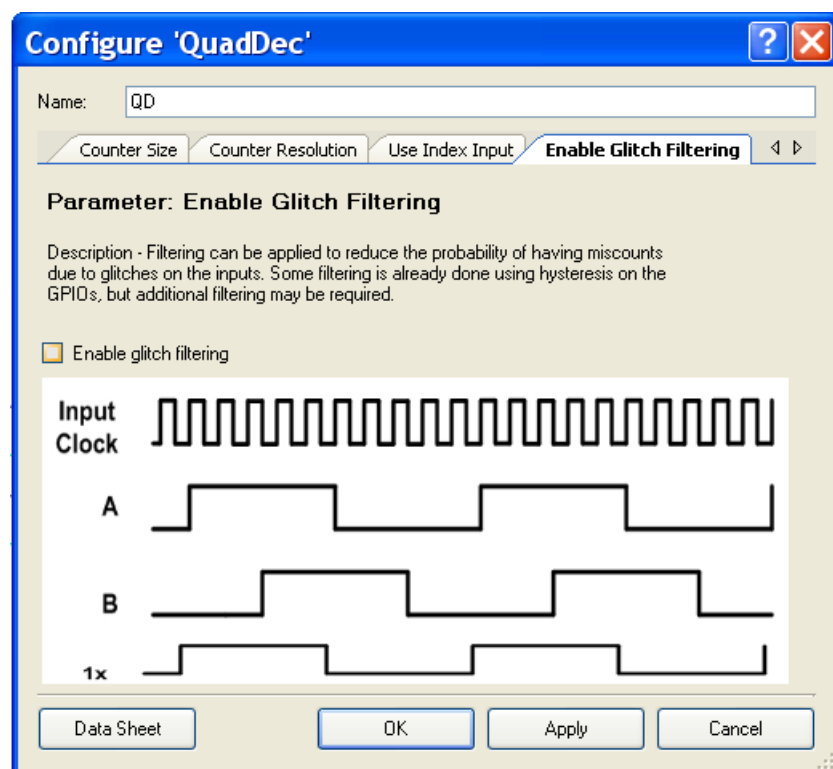 Configure 'QuadDec'
Name: QD
Counter Size Counter Resolution Use Index Input Enable Glitch Filtering
Parameter: Enable Glitch Filtering
Description - Filtering can be applied to reduce the probability of having miscounts
due to glitches on the inputs. Some filtering is already done using hysteresis on the
GPIOs, but additional filtering may be required.
Enable glitch filtering
Input
Clock
A
B
1x
Data Sheet OK Apply Cancel